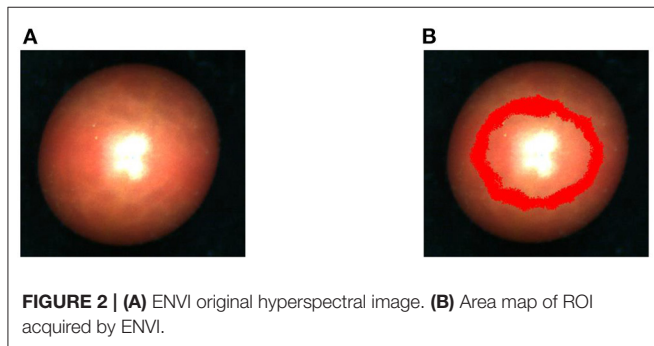 A
B
FIGURE 2 | (A) ENVI original hyperspectral image. (B) Area map of ROI
acquired by ENVI.